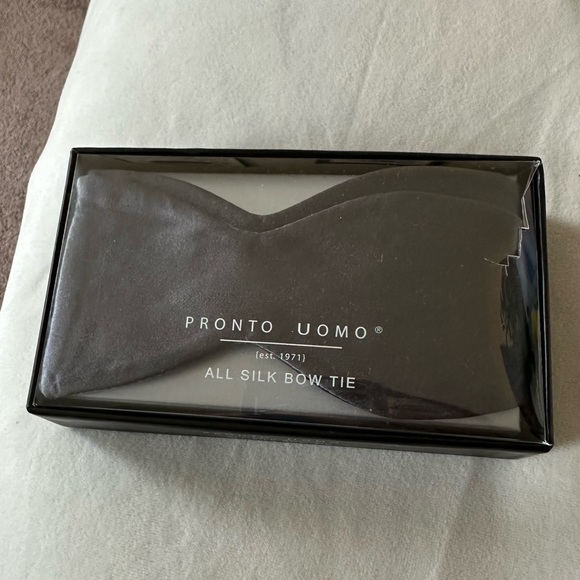 PRONTO UOMO®
(est. 1971)
ALL SILK BOW TIE